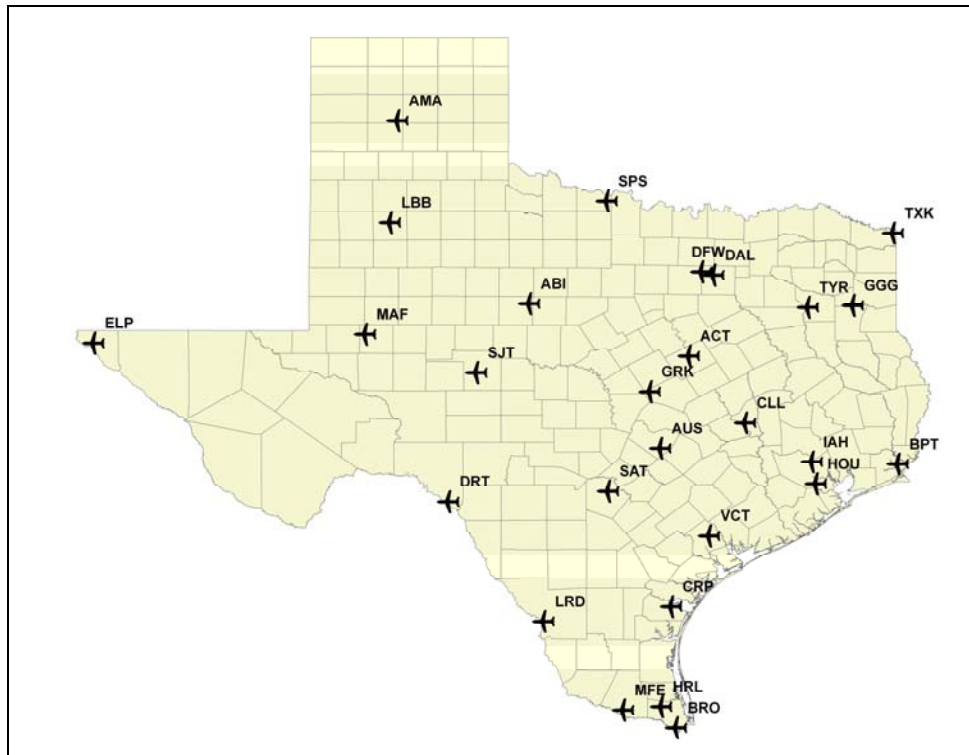 AMA
SPS
LBB
TXK
DFW DAL
ABI
TYR GGG
MAF
ELP
ACT
SJT
GRK
CLL
AUS
IAH
BPT
HOU
SAT
DRT
VCT
CRP
LRD
MFE HRL
BRO